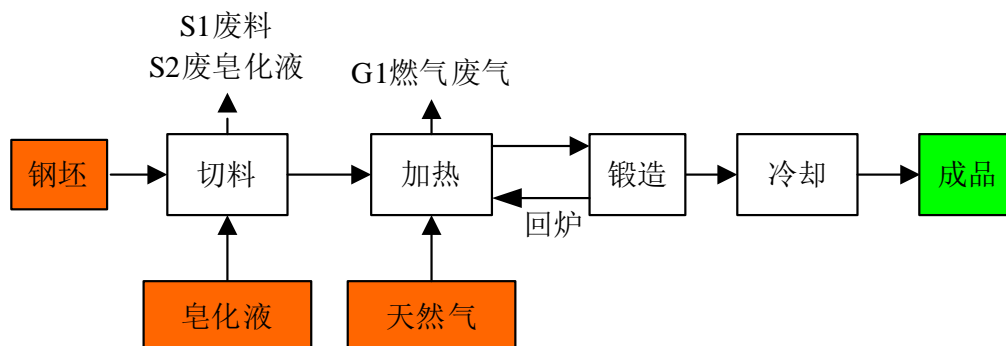 S1废料
S2废皂化液
G1燃气废气
钢坯
切料
加热
锻造
冷却
成品
回炉
皂化液
天然气